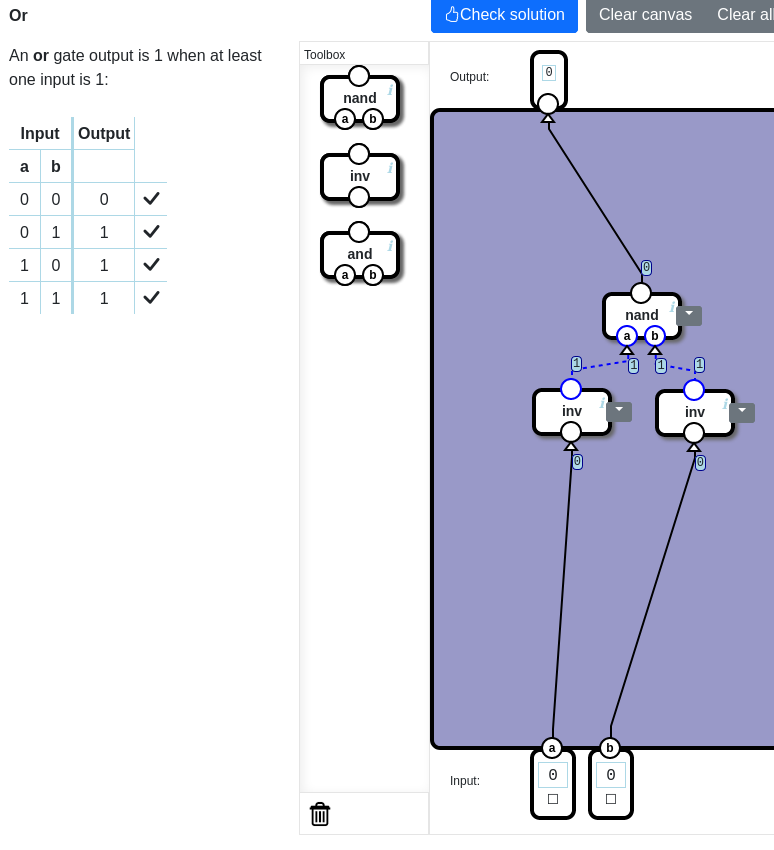 Or
Check solution
Clear canvas
Clear all
An or gate output is 1 when at least
one input is 1:
Input Output
a b
0 0 0
0 1 1
1 0 1
1 1 1
Toolbox
nand
i
a b
inv
i
and
i
a b
Output:
0
0
nand
i
a b
1 1 1 1
inv
i
inv
i
0 0
a b
Input:
0 0